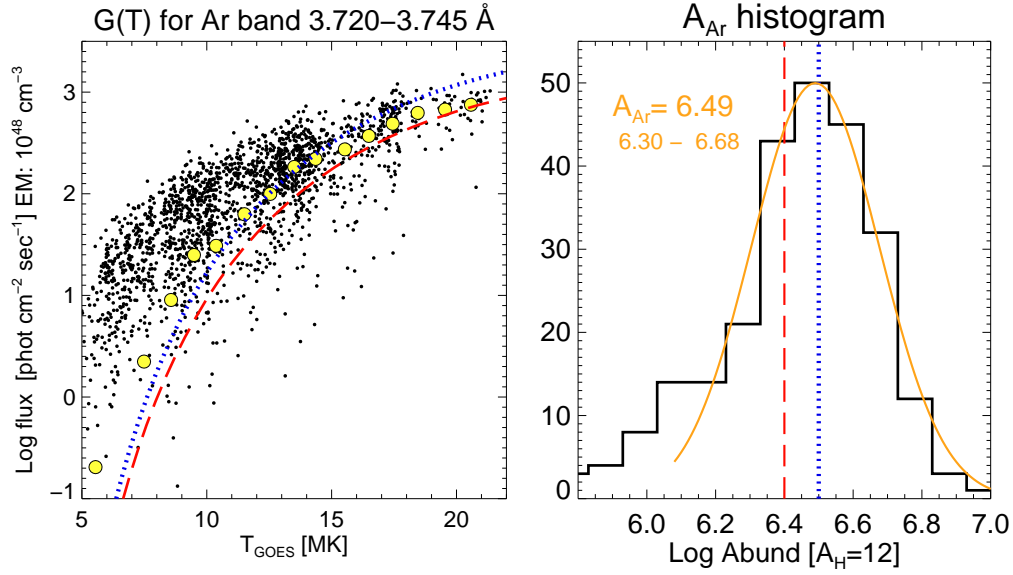 G(T) for Ar band 3.720–3.745 Å
Log flux [phot cm⁻² sec⁻¹] EM: 10⁴⁸ cm⁻³
3
2
1
0
−1
5 10 15 20
T_GOES [MK]
A_Ar histogram
A_Ar= 6.49
6.30 − 6.68
50
40
30
20
10
0
6.0 6.2 6.4 6.6 6.8 7.0
Log Abund [A_H=12]